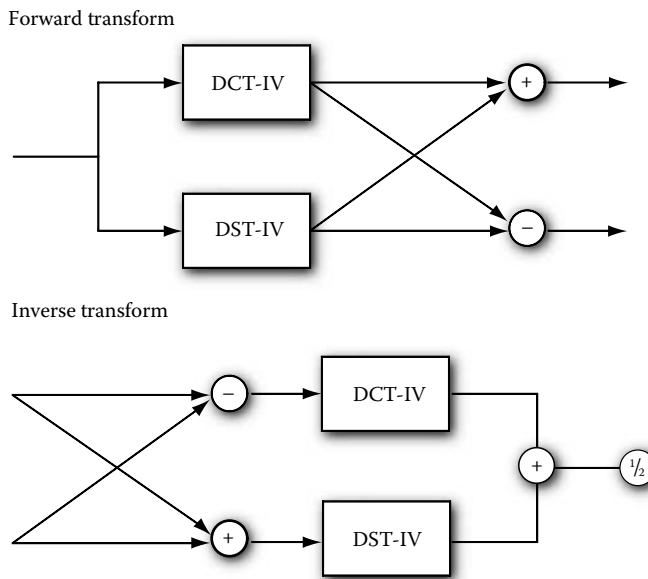 Forward transform
DCT-IV
+
DST-IV
−
Inverse transform
−
DCT-IV
+
½
+
DST-IV